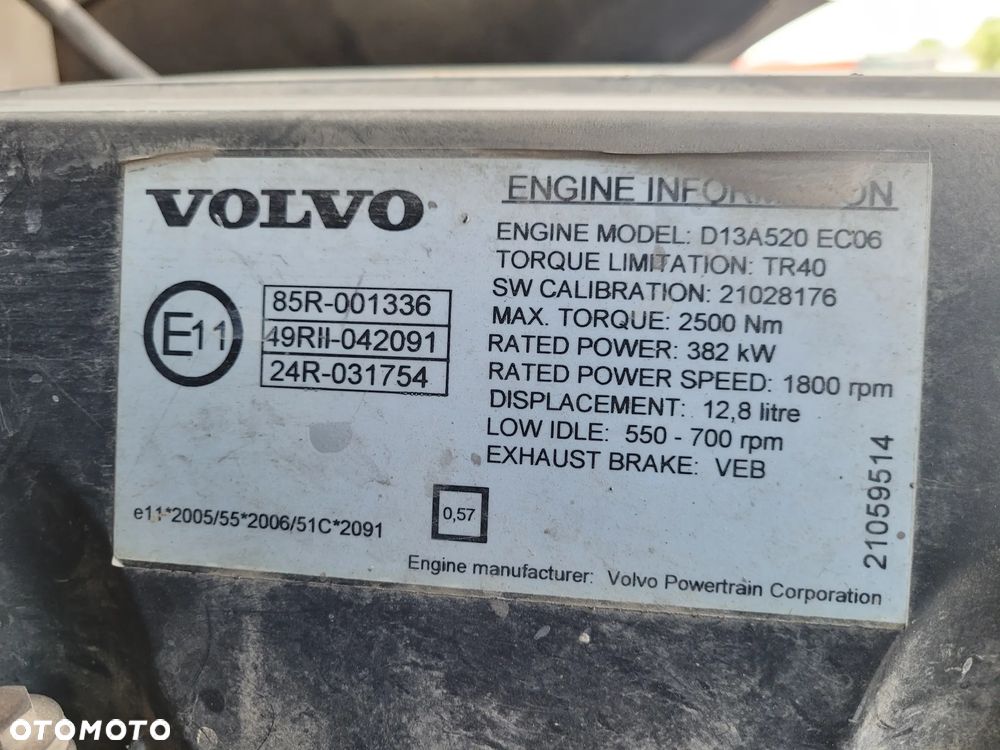 VOLVO
E11
85R-001336
49RII-042091
24R-031754
e11*2005/55*2006/51C*2091
0,57
ENGINE INFORMATION
ENGINE MODEL: D13A520 EC06
TORQUE LIMITATION: TR40
SW CALIBRATION: 21028176
MAX. TORQUE: 2500 Nm
RATED POWER: 382 kW
RATED POWER SPEED: 1800 rpm
DISPLACEMENT: 12,8 litre
LOW IDLE: 550 - 700 rpm
EXHAUST BRAKE: VEB
21059514
Engine manufacturer: Volvo Powertrain Corporation
OTOMOTO